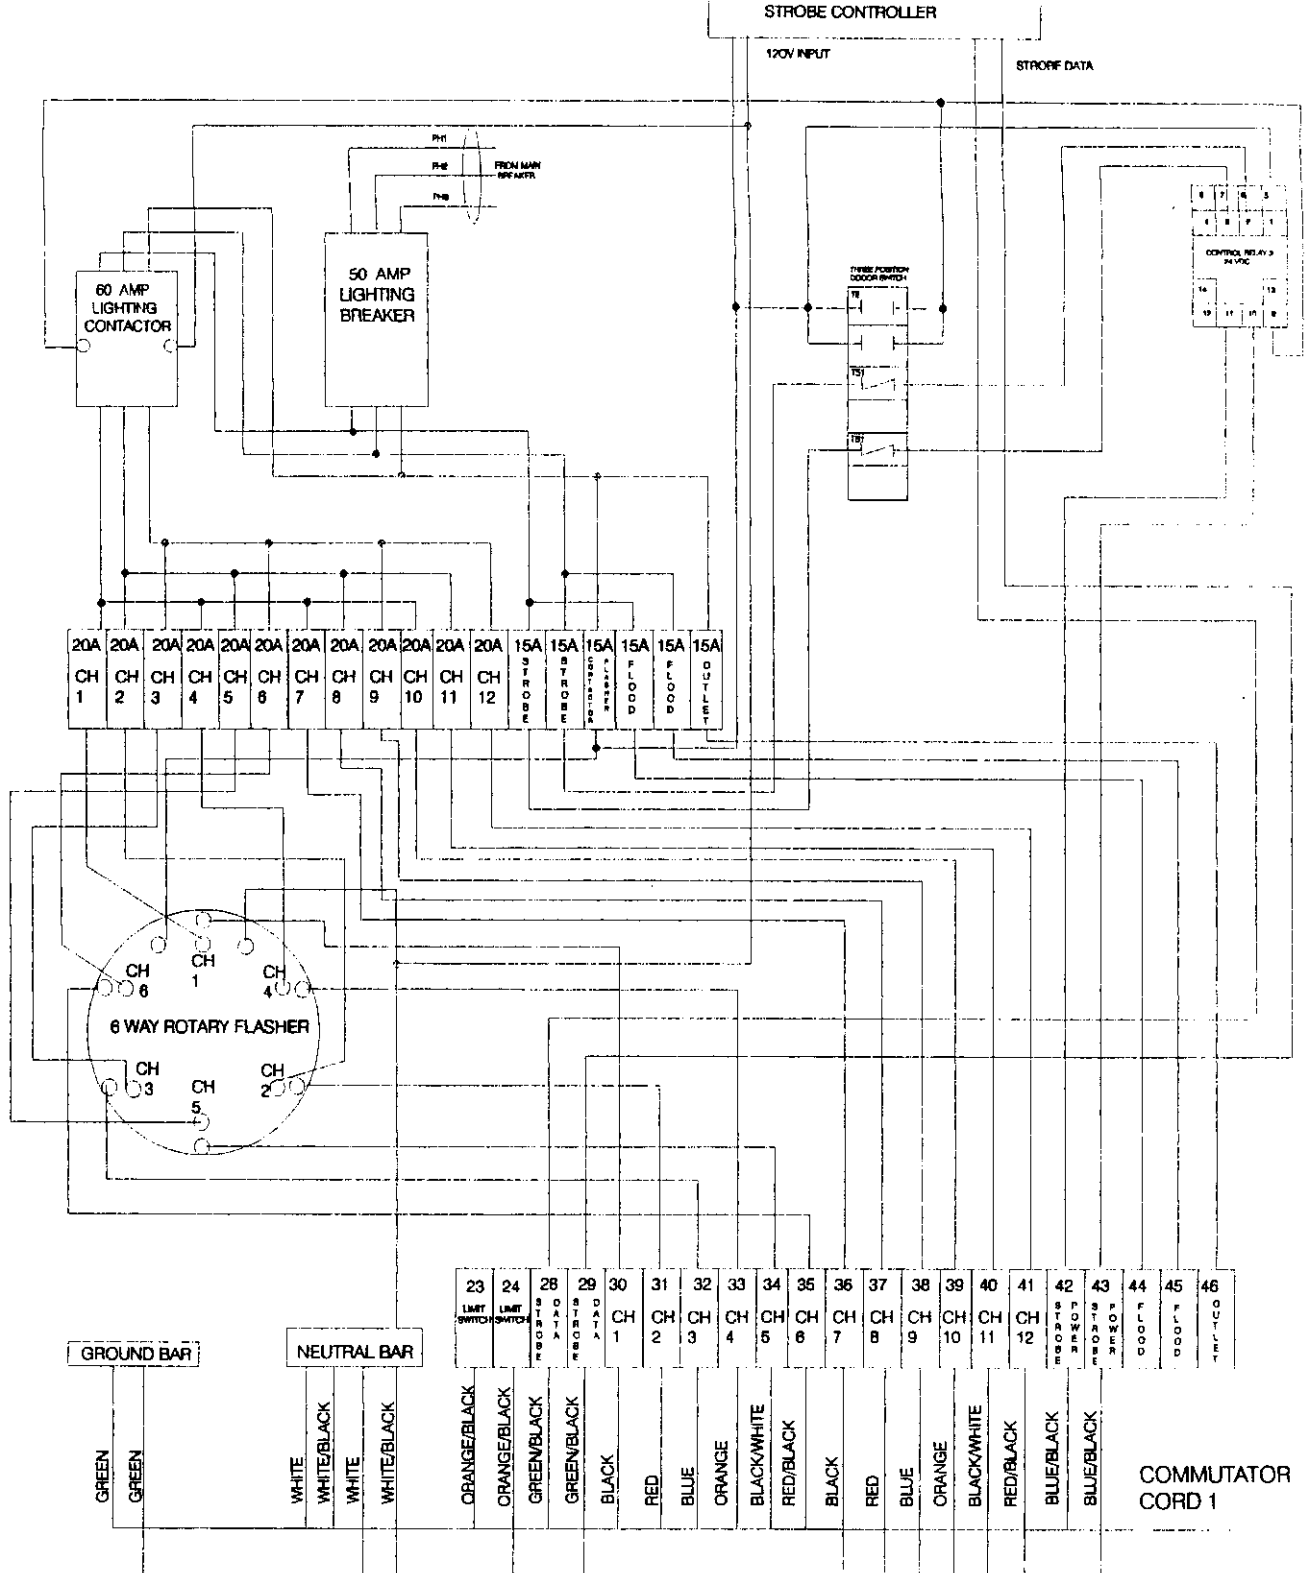 STROBE CONTROLLER
120V INPUT
STROBE DATA
PH1
PH2
PH3
FROM MAIN
BREAKER
60 AMP
LIGHTING
CONTACTOR
50 AMP
LIGHTING
BREAKER
THREE POSITION
DOOOR SWITCH
CONTROL RELAY 3
24 VDC
20A CH 1
20A CH 2
20A CH 3
20A CH 4
20A CH 5
20A CH 6
20A CH 7
20A CH 8
20A CH 9
20A CH 10
20A CH 11
20A CH 12
15A STROBE
15A STROBE
15A CONTACTOR FLASHER
15A FLOOD
15A FLOOD
15A OUTLET
CH 1
CH 6
CH 4
6 WAY ROTARY FLASHER
CH 3
CH 5
CH 2
23 LIMIT SWITCH
24 LIMIT SWITCH
28 STROBE DATA
29 STROBE DATA
30 CH 1
31 CH 2
32 CH 3
33 CH 4
34 CH 5
35 CH 6
36 CH 7
37 CH 8
38 CH 9
39 CH 10
40 CH 11
41 CH 12
42 STROBE POWER
43 STROBE POWER
44 FLOOD
45 FLOOD
46 OUTLET
GROUND BAR
NEUTRAL BAR
GREEN
GREEN
WHITE
WHITE/BLACK
WHITE
WHITE/BLACK
ORANGE/BLACK
ORANGE/BLACK
GREEN/BLACK
GREEN/BLACK
BLACK
RED
BLUE
ORANGE
BLACK/WHITE
RED/BLACK
BLACK
RED
BLUE
ORANGE
BLACK/WHITE
RED/BLACK
BLUE/BLACK
BLUE/BLACK
COMMUTATOR
CORD 1